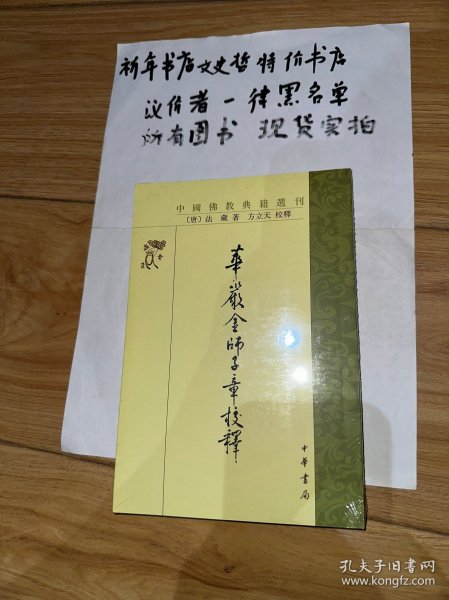 祈年书店文史哲特价书店
议价者一律黑名单
所有图书 现货实拍
中國佛教典籍選刊
〔唐〕法藏著 方立天校釋
華嚴金師子章校釋
中華書局
孔夫子旧书网
www.kongfz.com